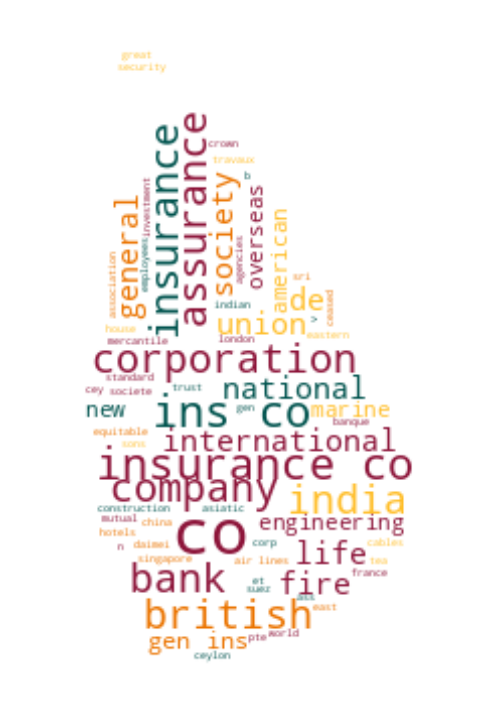 great
security
insurance
assurance
crown
travaux
b
society
overseas
general
investment
employees
association
agencies
american
sri
de
ceased
indian
>
union
eastern
house
mercantile
london
corporation
standard
cey
societe
trust
national
new
ins co
gen
marine
banque
equitable
sons
international
insurance co
company
india
construction
asiatic
mutual
china
engineering
hotels
co
n
daimei
corp
cables
singapore
air lines
life
tea
france
bank
et
suez
fire
ass
british
east
gen ins
pte
world
ceylon